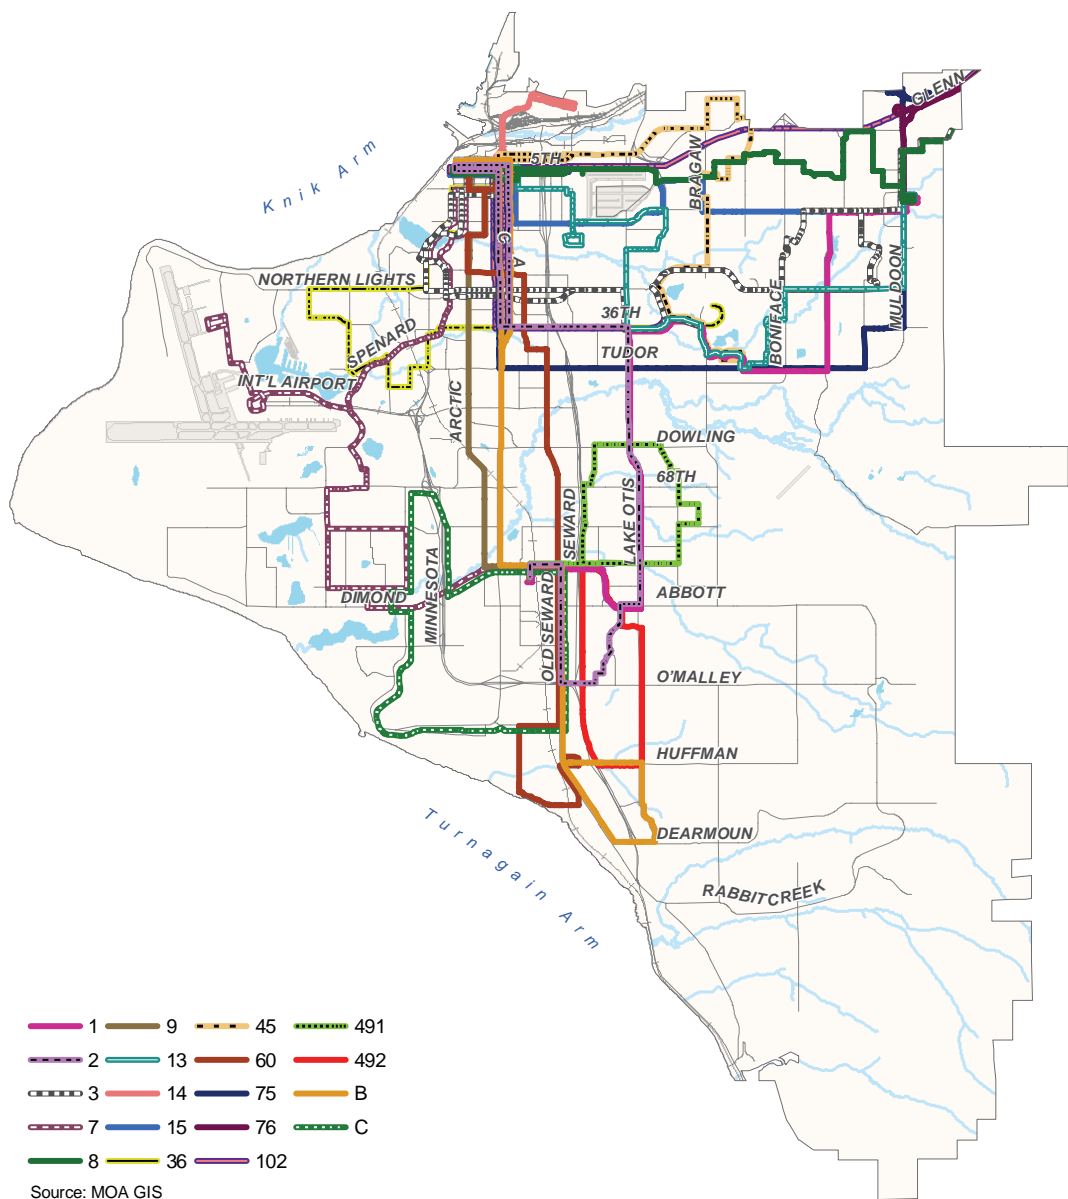 GLENN
Knik Arm
5TH
BRAGAW
C
A
NORTHERN LIGHTS
MULDOON
BONIFACE
36TH
SPENARD
TUDOR
INT'L AIRPORT
ARCTIC
DOWLING
68TH
SEWARD
LAKE OTIS
MINNESOTA
DIMOND
OLD SEWARD
ABBOTT
O'MALLEY
HUFFMAN
Turnagain Arm
DEARMOUN
RABBITCREEK
1 9 45 491
2 13 60 492
3 14 75 B
7 15 76 C
8 36 102
Source: MOA GIS